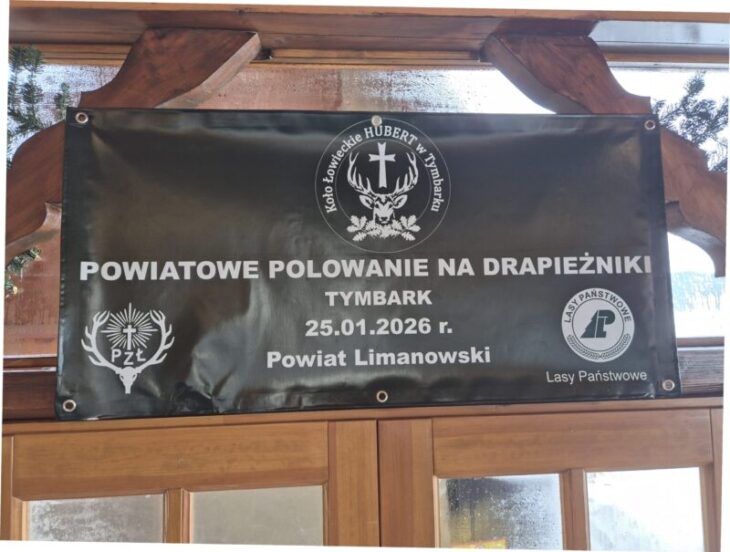 Koło Łowieckie HUBERT w Tymbarku
POWIATOWE POLOWANIE NA DRAPIEŻNIKI
TYMBARK
25.01.2026 r.
Powiat Limanowski
PZŁ
LASY PAŃSTWOWE
Lasy Państwowe